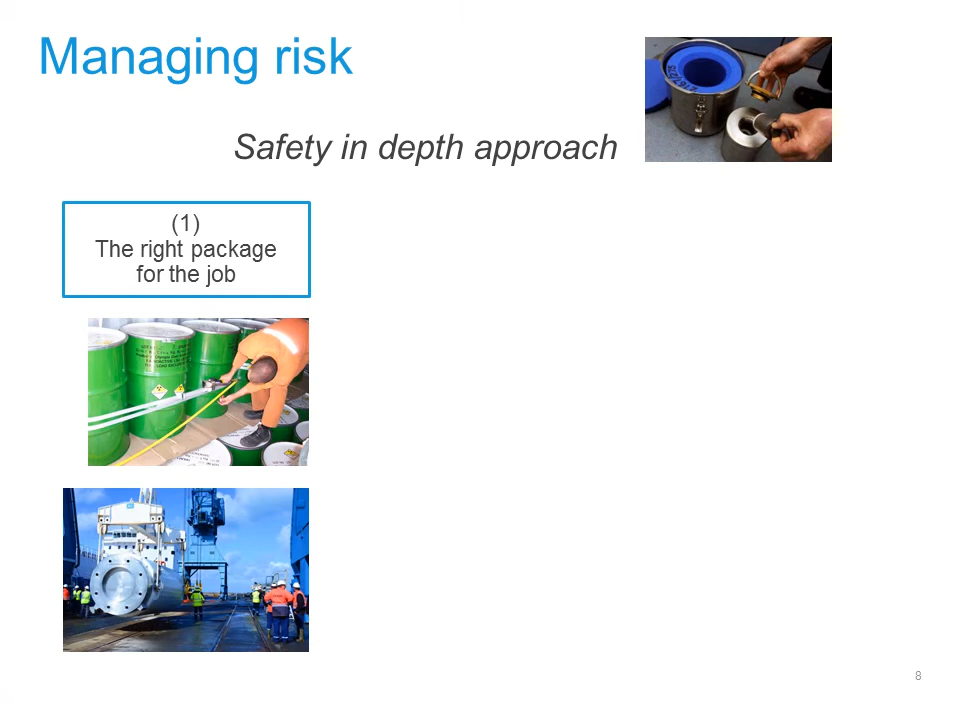 Managing risk
Safety in depth approach
(1)
The right package
for the job
8